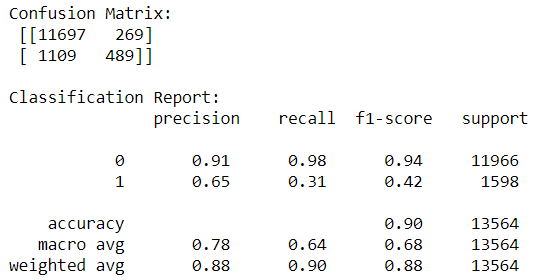 Confusion Matrix:
[[11697   269]
[ 1109   489]]
Classification Report:
precision    recall  f1-score   support
0       0.91      0.98      0.94     11966
1       0.65      0.31      0.42      1598
accuracy                           0.90     13564
macro avg       0.78      0.64      0.68     13564
weighted avg       0.88      0.90      0.88     13564